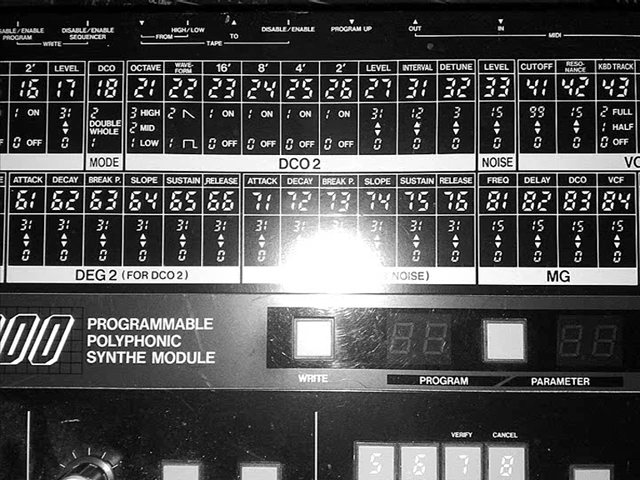 DISABLE/ENABLE PROGRAM DISABLE/ENABLE SEQUENCER HIGH/LOW DISABLE/ENABLE PROGRAM UP OUT IN
WRITE FROM TO TAPE MIDI
2' LEVEL DCO OCTAVE WAVE-FORM 16' 8' 4' 2' LEVEL INTERVAL DETUNE LEVEL CUTOFF RESO-NANCE KBD TRACK
16 17 18 21 22 23 24 25 26 27 31 32 33 41 42 43
1 ON 31 2 3 HIGH 2 1 ON 1 ON 1 ON 1 ON 31 12 3 15 99 15 2 FULL
DOUBLE WHOLE 2 MID 1 HALF
0 OFF 0 1 1 LOW 1 0 OFF 0 OFF 0 OFF 0 OFF 0 0 0 0 0 0 0 OFF
MODE DCO 2 NOISE VC
ATTACK DECAY BREAK P. SLOPE SUSTAIN RELEASE ATTACK DECAY BREAK P. SLOPE SUSTAIN RELEASE FREQ DELAY DCO VCF
61 62 63 64 65 66 71 72 73 74 75 76 81 82 83 84
31 31 31 31 31 31 31 31 31 31 31 15 15 15 15
0 0 0 0 0 0 0 0 0 0 0 0 0 0
DEG 2 (FOR DCO 2) NOISE) MG
00 PROGRAMMABLE
POLYPHONIC
SYNTHE MODULE
WRITE PROGRAM PARAMETER
VERIFY CANCEL
5 6 7 8